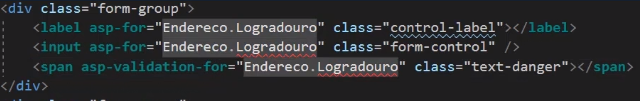 <div class="form-group">
<label asp-for="Endereco.Logradouro" class="control-label"></label>
<input asp-for="Endereco.Logradouro" class="form-control" />
<span asp-validation-for="Endereco.Logradouro" class="text-danger"></span>
</div>